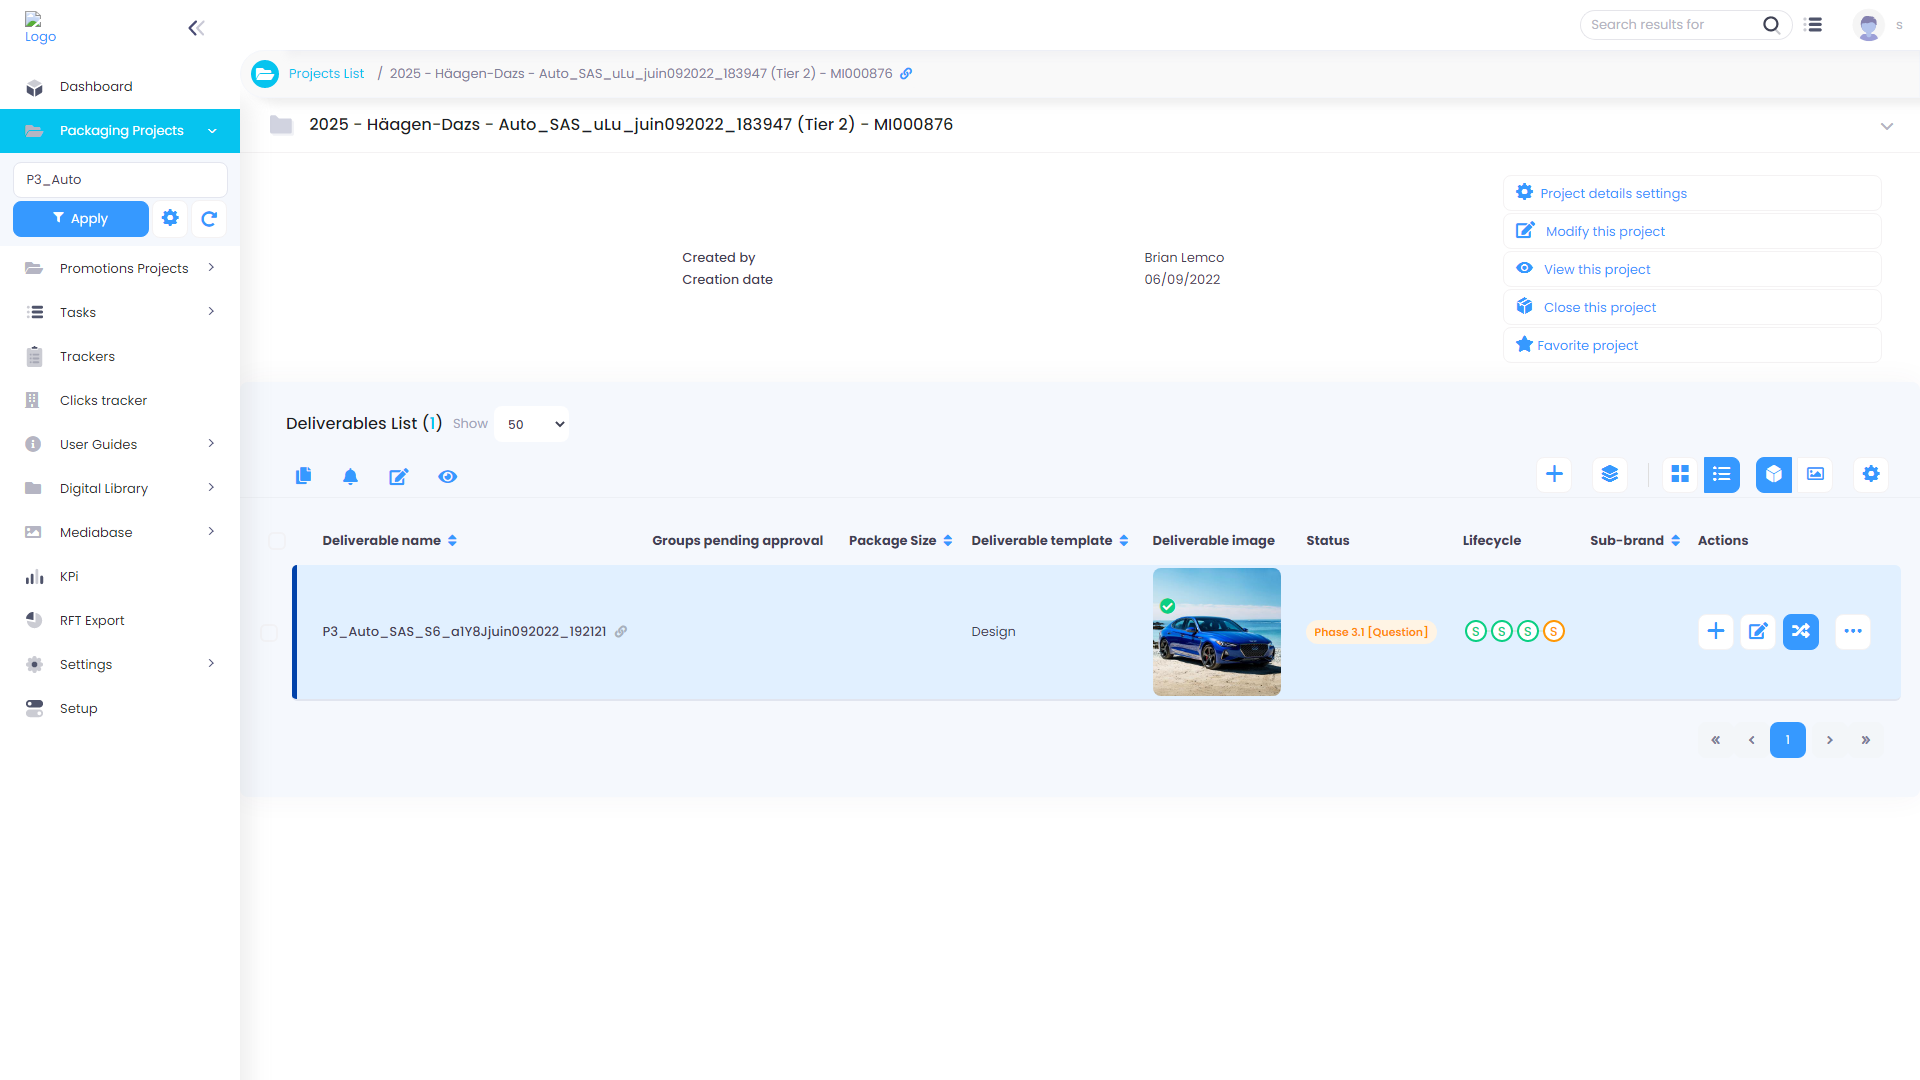 Logo
Search results for
s
Dashboard
Packaging Projects
P3_Auto
Apply
Promotions Projects
Tasks
Trackers
Clicks tracker
User Guides
Digital Library
Mediabase
KPi
RFT Export
Settings
Setup
Projects List / 2025 - Häagen-Dazs - Auto_SAS_uLu_juin092022_183947 (Tier 2) - MI000876
2025 - Häagen-Dazs - Auto_SAS_uLu_juin092022_183947 (Tier 2) - MI000876
Created by Brian Lemco
Creation date 06/09/2022
Project details settings
Modify this project
View this project
Close this project
Favorite project
Deliverables List (1) Show 50
Deliverable name Groups pending approval Package Size Deliverable template Deliverable image Status Lifecycle Sub-brand Actions
P3_Auto_SAS_S6_a1Y8Jjuin092022_192121 Design Phase 3.1 [Question] S S S S
« ‹ 1 › »